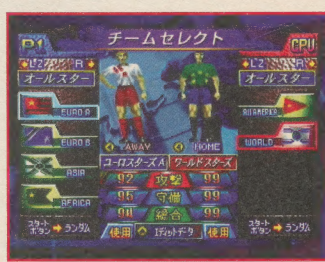 チームセレクト
P1
CPU
L2 R
L2 R
オールスター
オールスター
EURO A
S.AMERICA
EURO B
WORLD
ASIA
AFRICA
AWAY
HOME
ユーロスターズA
ワールドスターズ
92 攻撃 99
95 守備 99
94 総合 99
スタートボタン ➡ ランダム
使用
エディットデータ
使用
スタートボタン ➡ ランダム